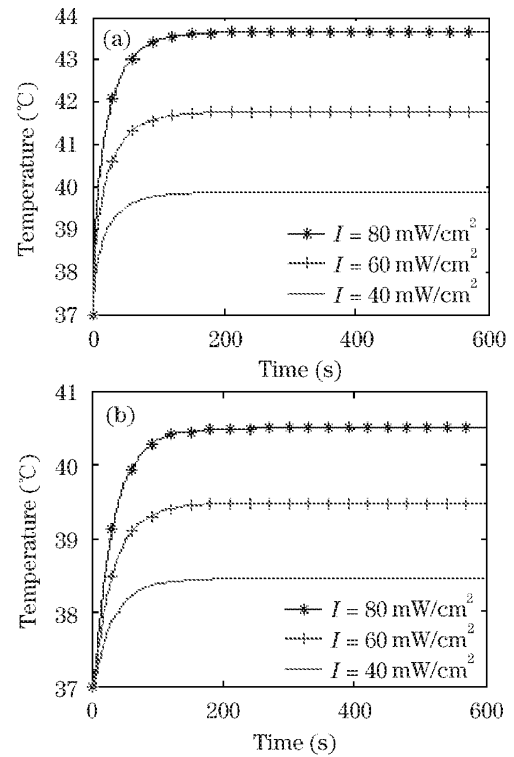 44
(a)
43
42
41
40
39
38
37
Temperature (℃)
I = 80 mW/cm²
I = 60 mW/cm²
I = 40 mW/cm²
0 200 400 600
Time (s)
41
(b)
40
39
38
37
Temperature (℃)
I = 80 mW/cm²
I = 60 mW/cm²
I = 40 mW/cm²
0 200 400 600
Time (s)